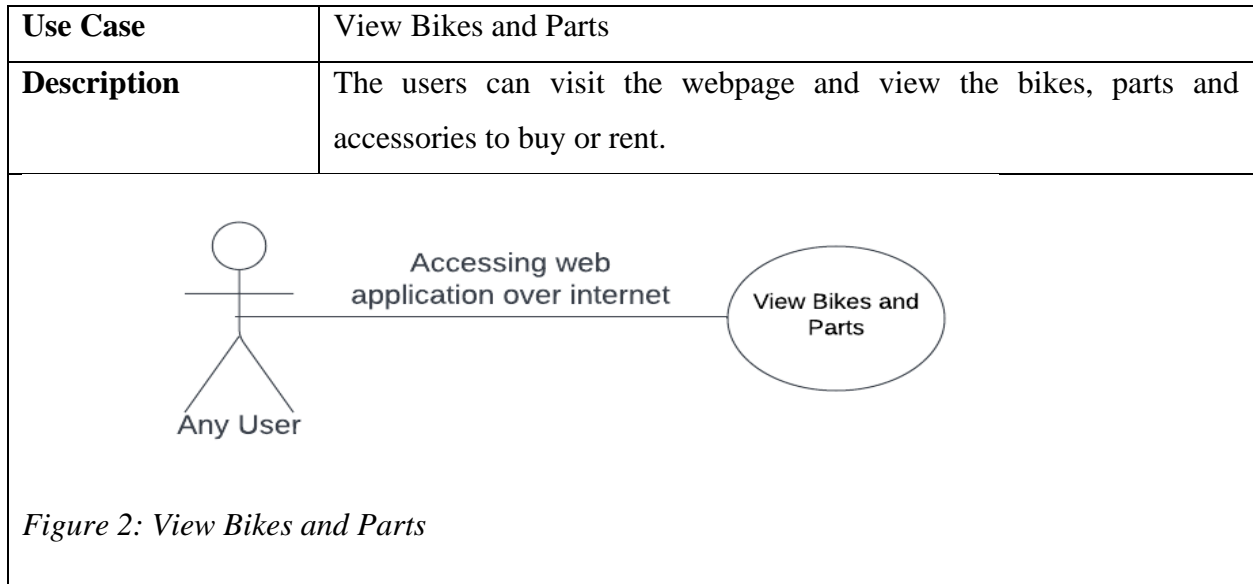 Use Case View Bikes and Parts
Description The users can visit the webpage and view the bikes, parts and
accessories to buy or rent.
Accessing web
application over internet
View Bikes and
Parts
Any User
Figure 2: View Bikes and Parts